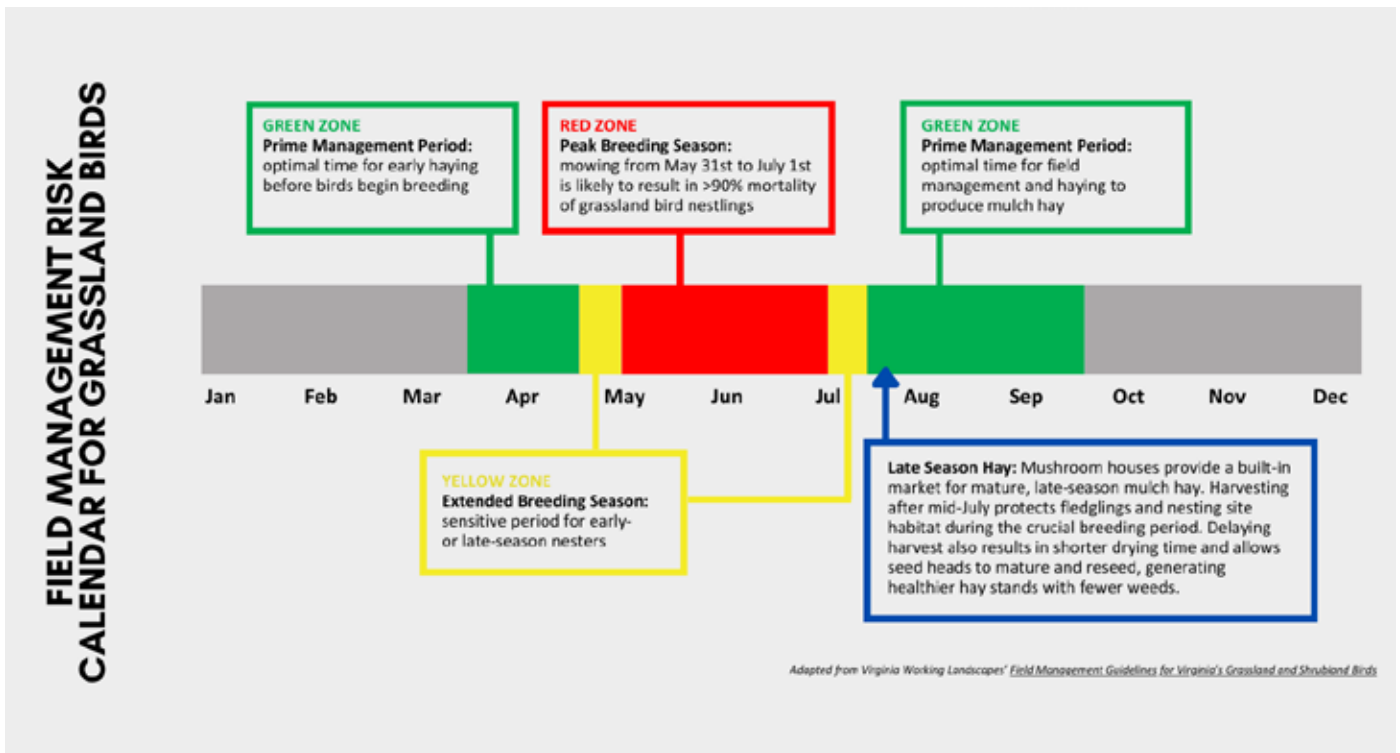 FIELD MANAGEMENT RISK
CALENDAR FOR GRASSLAND BIRDS
GREEN ZONE
Prime Management Period:
optimal time for early haying
before birds begin breeding
RED ZONE
Peak Breeding Season:
mowing from May 31st to July 1st
is likely to result in >90% mortality
of grassland bird nestlings
GREEN ZONE
Prime Management Period:
optimal time for field
management and haying to
produce mulch hay
Jan Feb Mar Apr May Jun Jul Aug Sep Oct Nov Dec
YELLOW ZONE
Extended Breeding Season:
sensitive period for early-
or late-season nesters
Late Season Hay: Mushroom houses provide a built-in
market for mature, late-season mulch hay. Harvesting
after mid-July protects fledglings and nesting site
habitat during the crucial breeding period. Delaying
harvest also results in shorter drying time and allows
seed heads to mature and reseed, generating
healthier hay stands with fewer weeds.
Adapted from Virginia Working Landscapes' Field Management Guidelines for Virginia's Grassland and Shrubland Birds